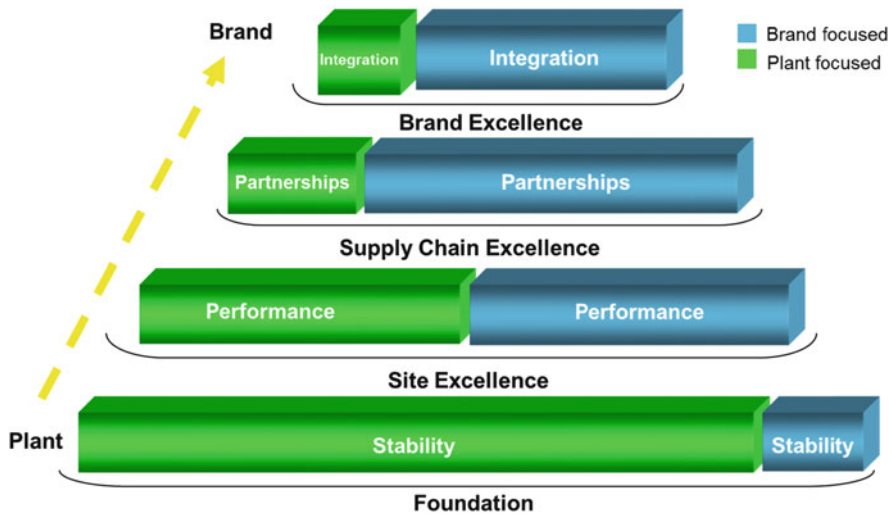 Brand
Integration
Integration
Brand focused
Plant focused
Brand Excellence
Partnerships
Partnerships
Supply Chain Excellence
Performance
Performance
Site Excellence
Plant
Stability
Stability
Foundation